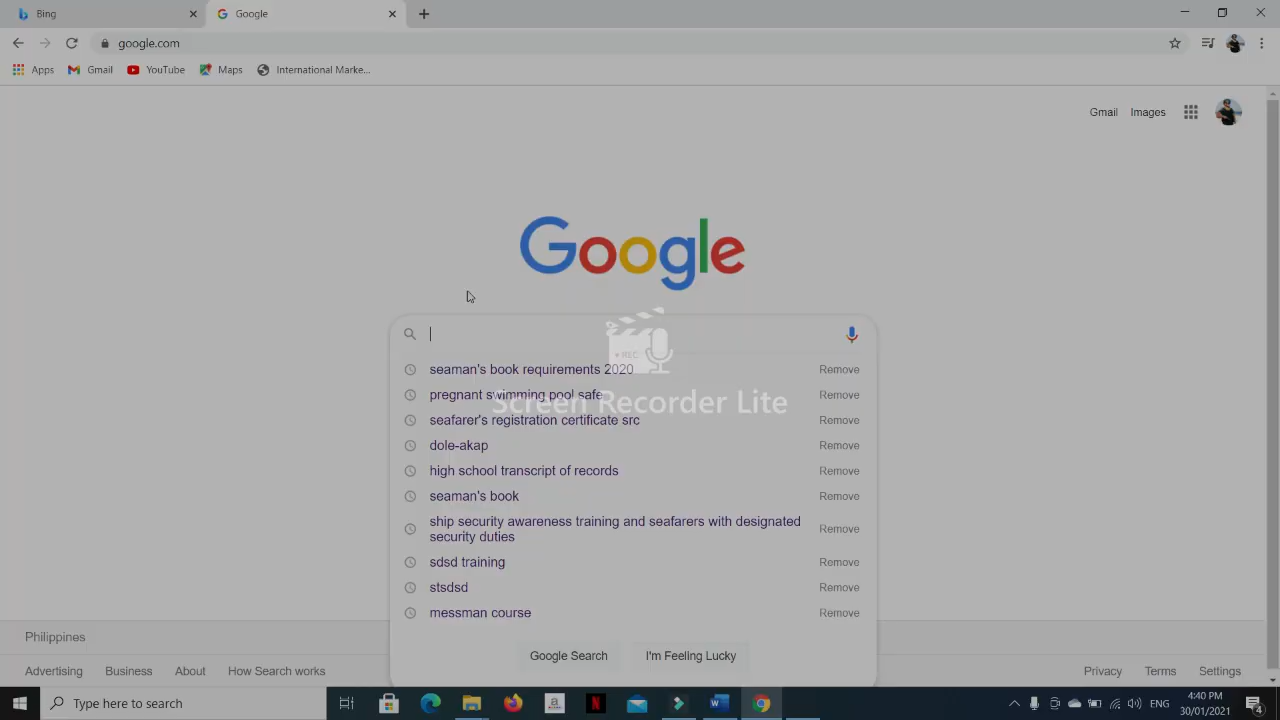 Bing
Google
google.com
Apps
Gmail
YouTube
Maps
International Marke...
Gmail
Images
Google
seaman's book requirements 2020
Remove
REC
pregnant swimming pool safe
Remove
Screen Recorder Lite
seafarer's registration certificate src
Remove
dole-akap
Remove
high school transcript of records
Remove
seaman's book
Remove
ship security awareness training and seafarers with designated
security duties
Remove
sdsd training
Remove
stsdsd
Remove
messman course
Remove
Google Search
I'm Feeling Lucky
Philippines
Advertising
Business
About
How Search works
Privacy
Terms
Settings
Type here to search
a
N
W
ENG
4:40 PM
30/01/2021
4